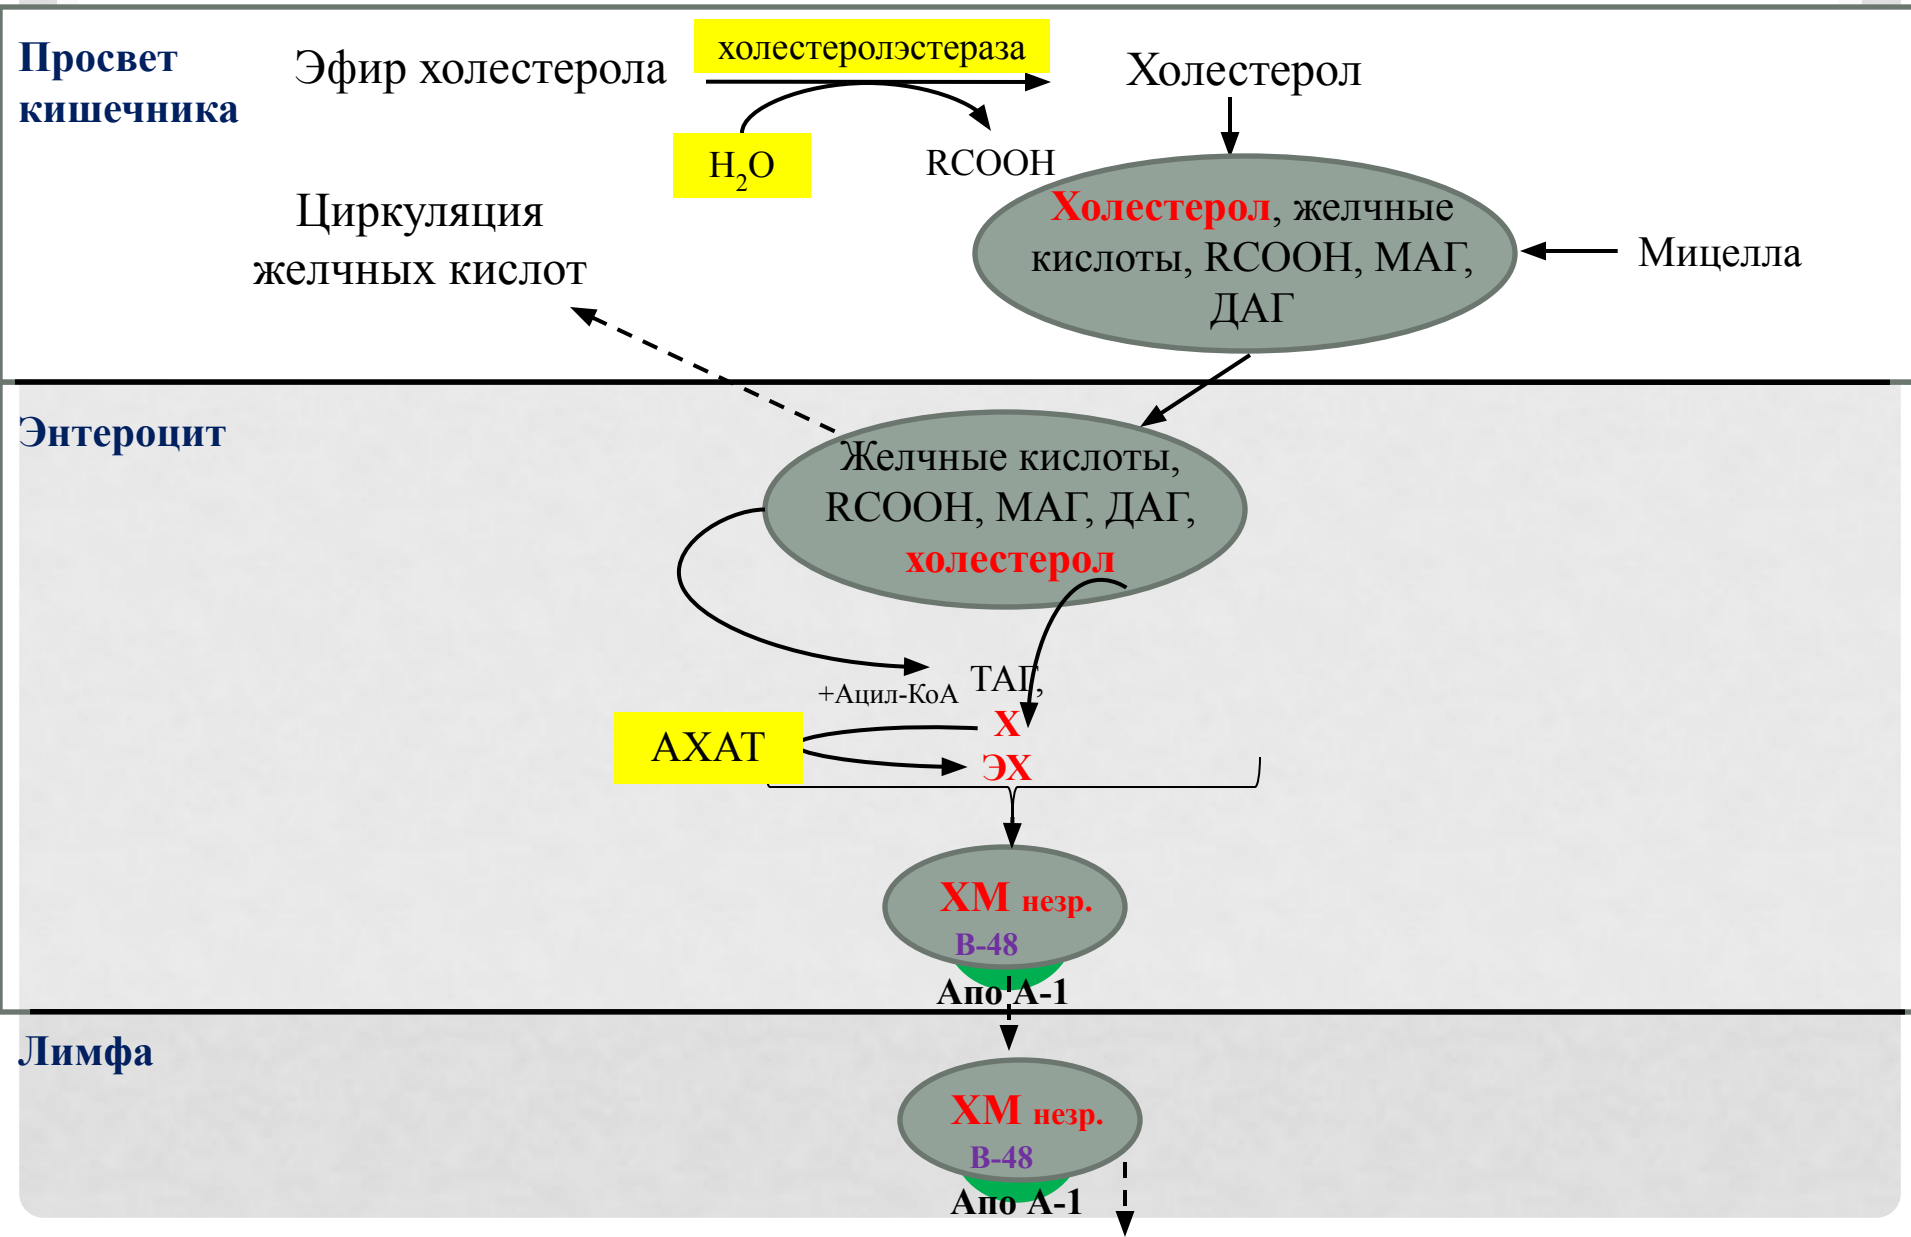 Просвет
кишечника
Эфир холестерола
холестеролэстераза
Холестерол
H₂O
RCOOH
Циркуляция
желчных кислот
Холестерол, желчные
кислоты, RCOOH, МАГ,
ДАГ
Мицелла
Энтероцит
Желчные кислоты,
RCOOH, МАГ, ДАГ,
холестерол
+Ацил-КоА
ТАГ,
Х
АХАТ
ЭХ
ХМ незр.
В-48
Апо А-1
Лимфа
ХМ незр.
В-48
Апо А-1